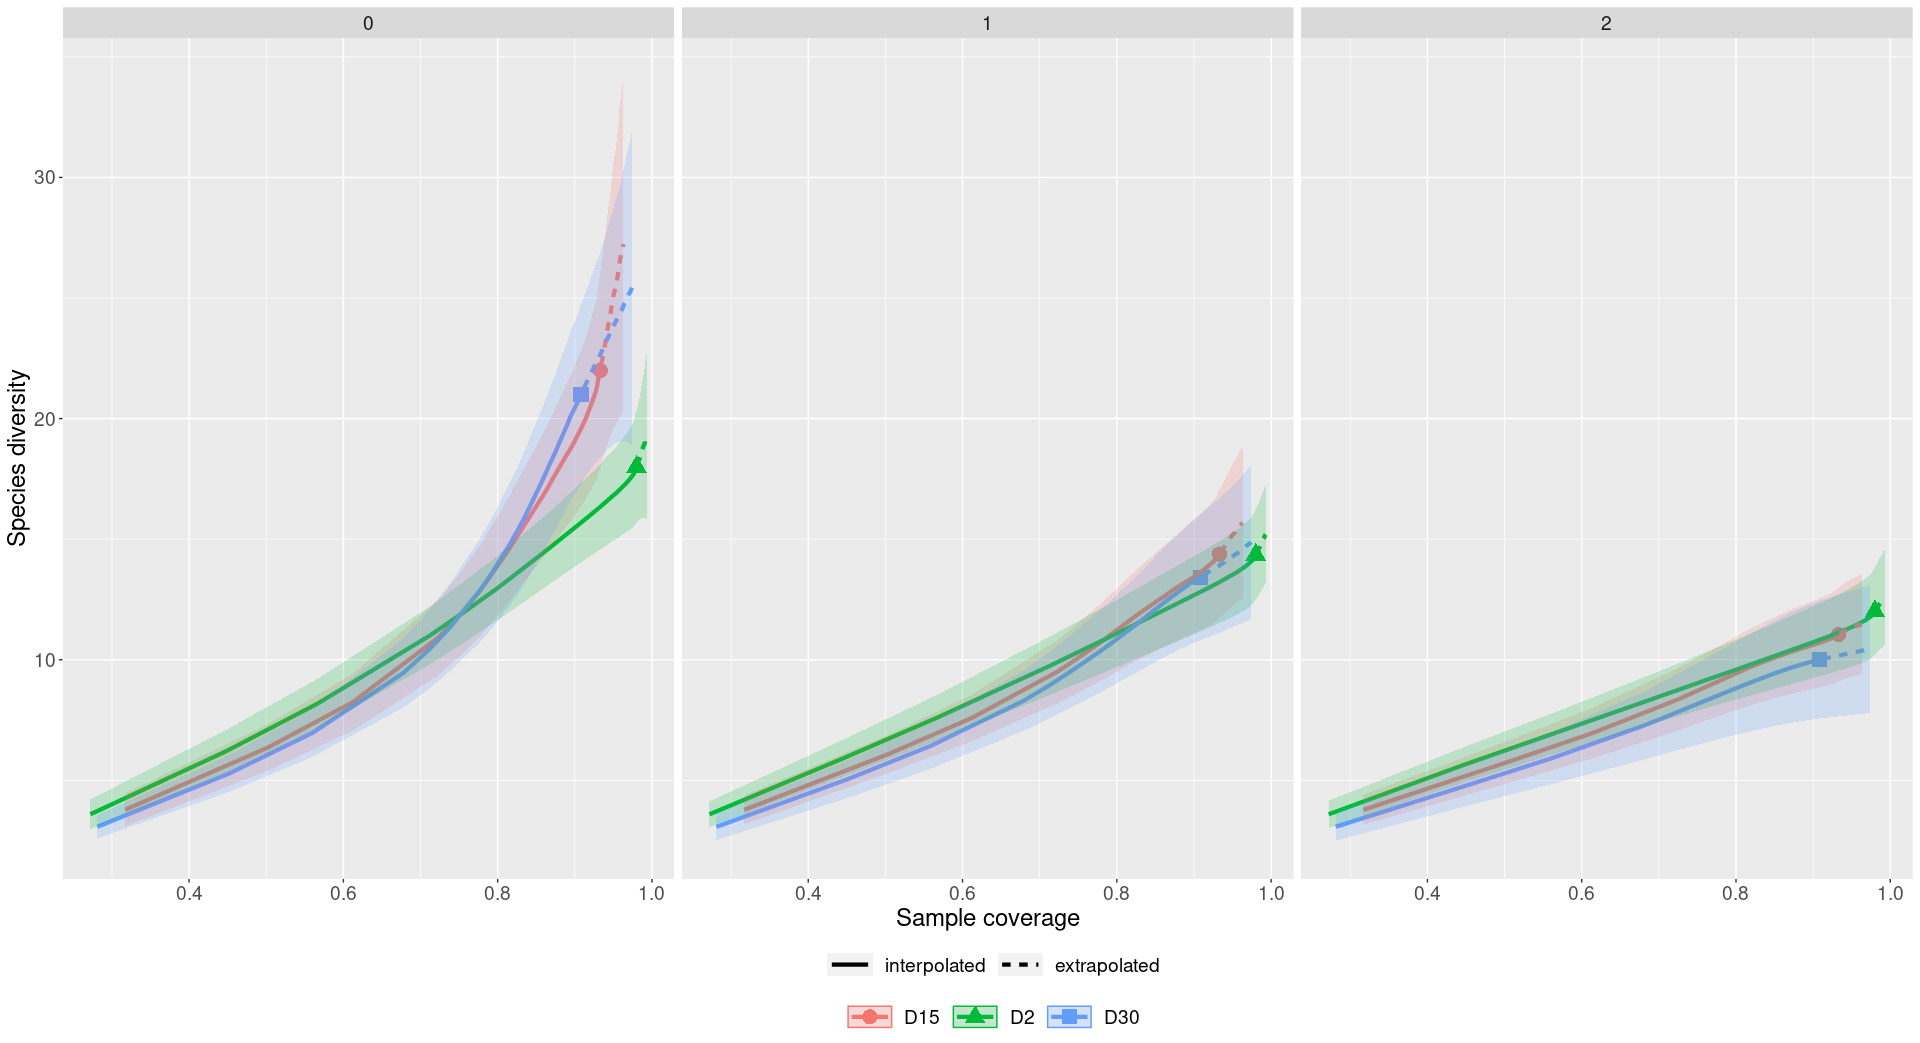 0 1 2
Species diversity
30
20
10
0.4 0.6 0.8 1.0 0.4 0.6 0.8 1.0 0.4 0.6 0.8 1.0
Sample coverage
interpolated extrapolated
D15 D2 D30